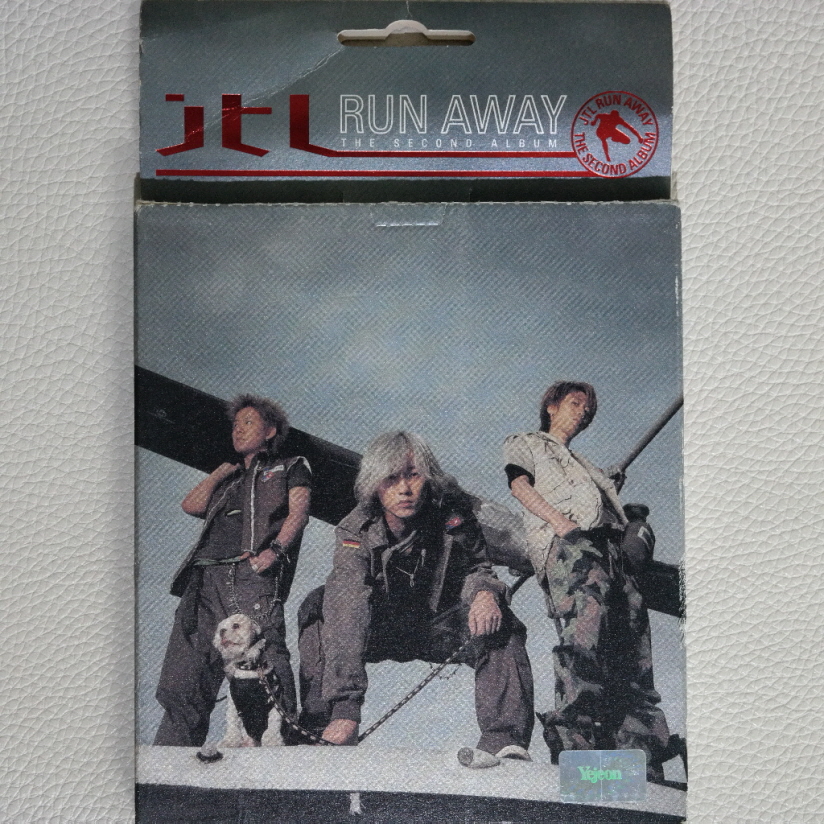 jtL
RUN AWAY
THE SECOND ALBUM
JTL RUN AWAY
THE SECOND ALBUM
Yejeon